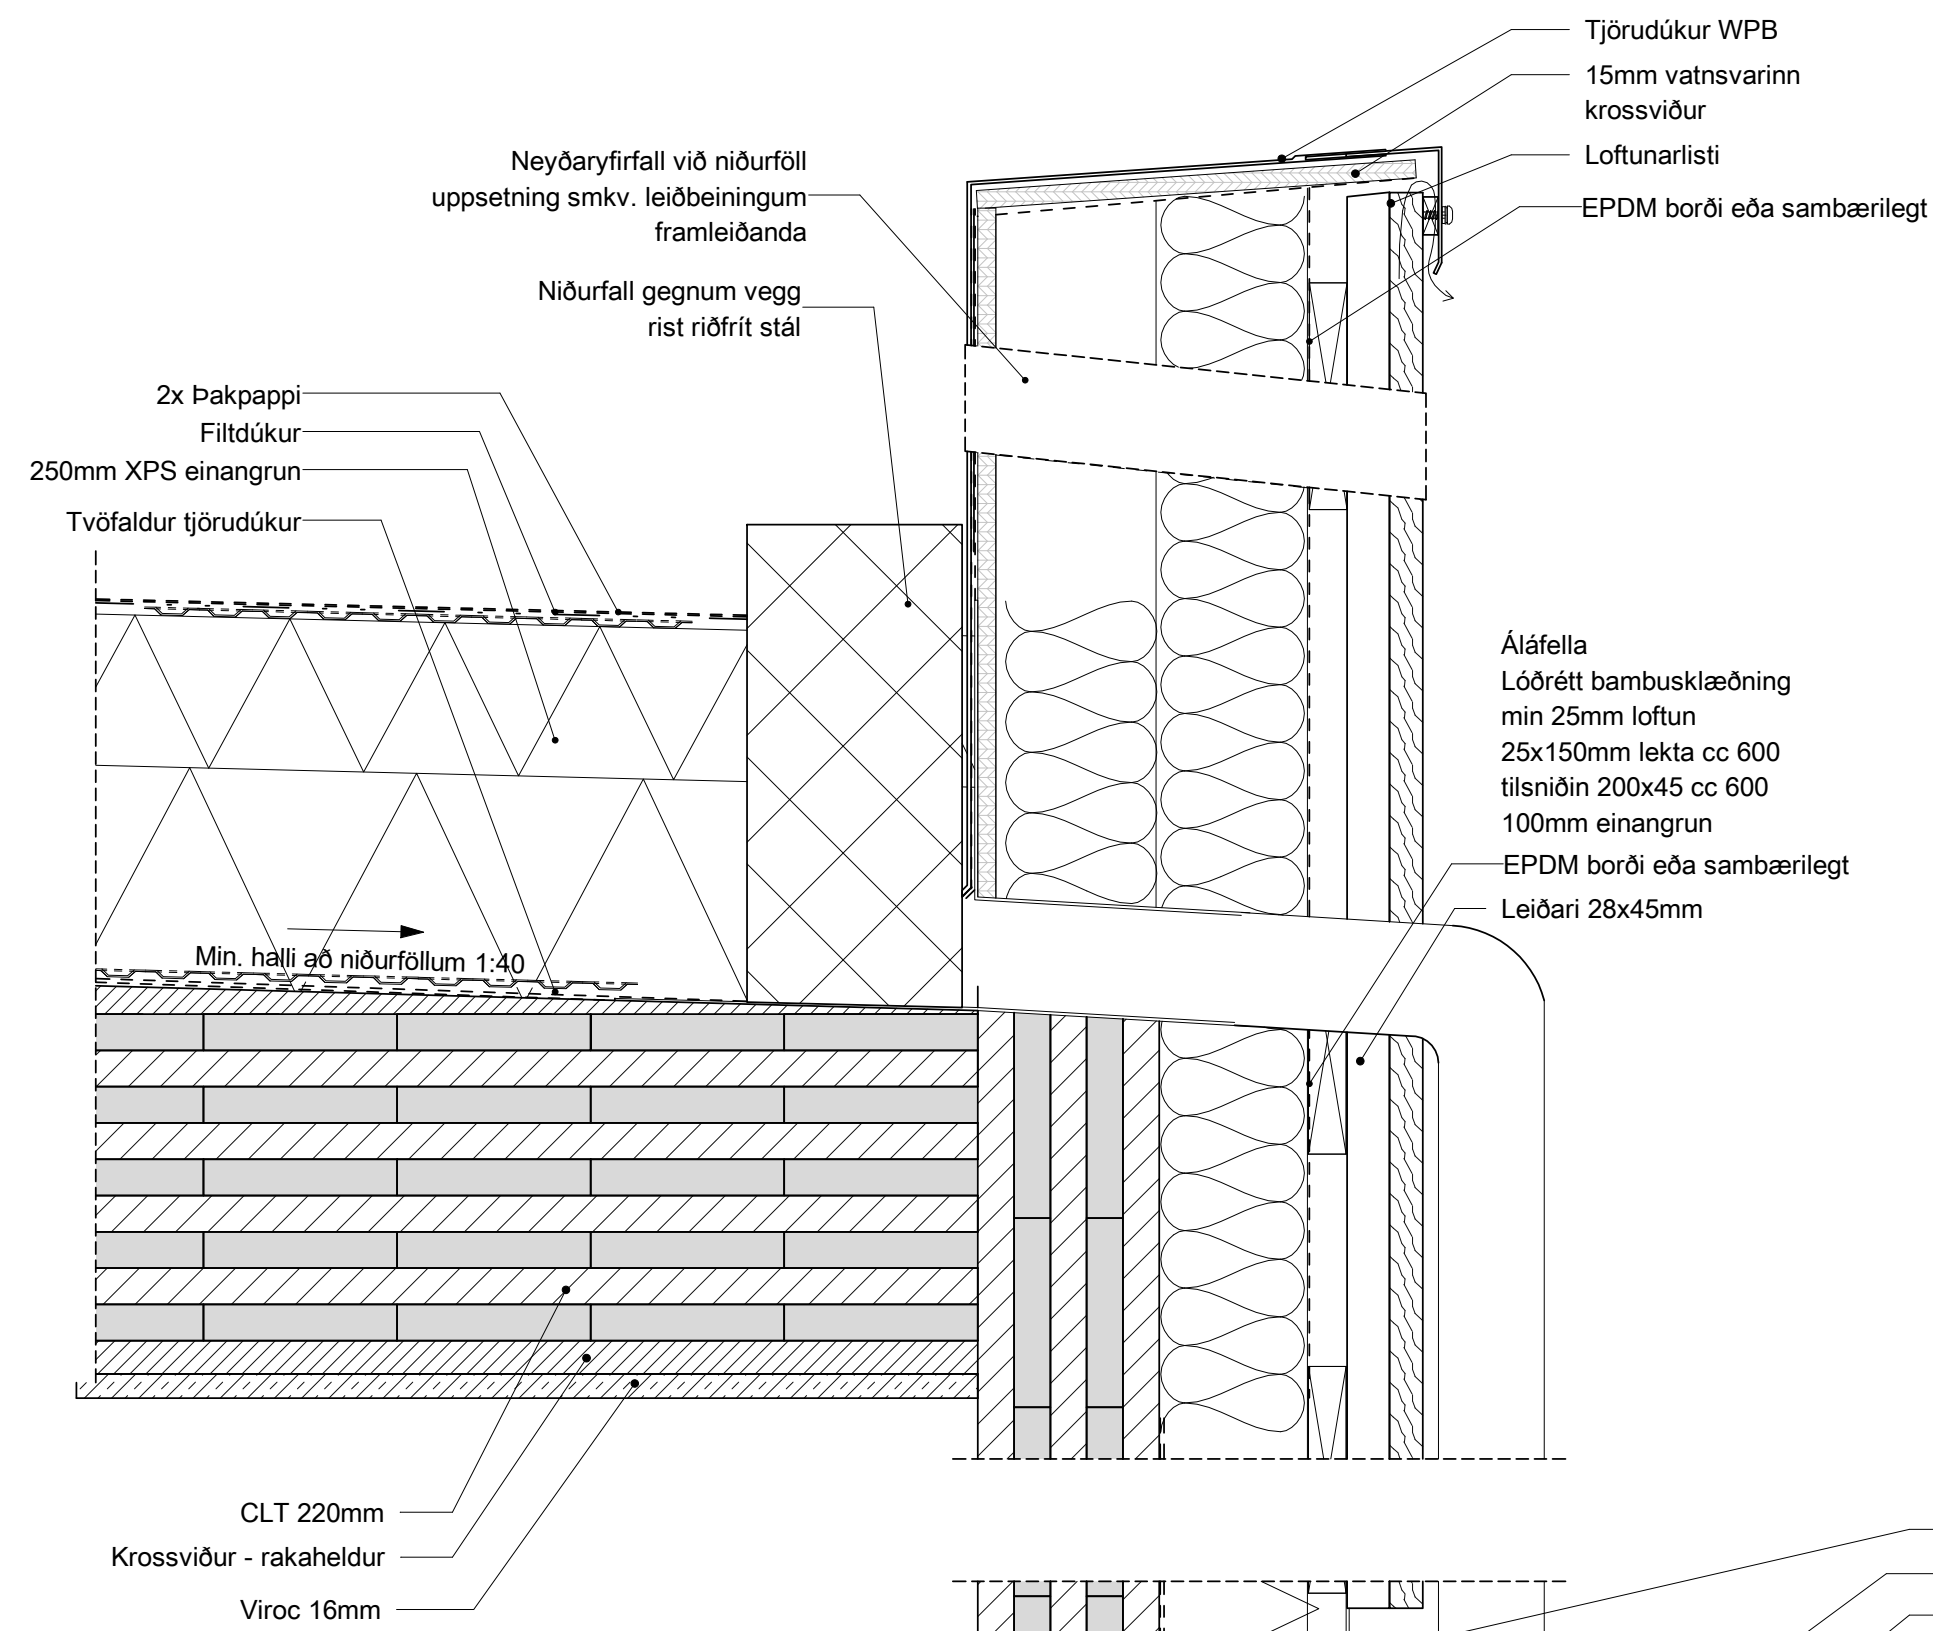 Tjörudúkur WPB
15mm vatnsvarinn
krossviður
Loftunarlisti
EPDM borði eða sambærilegt
Neyðaryfirfall við niðurföll
uppsetning smkv. leiðbeiningum
framleiðanda
Niðurfall gegnum vegg
rist riðfrít stál
2x Þakpappi
Filtdúkur
250mm XPS einangrun
Tvöfaldur tjörudúkur
Áláfella
Lóðrétt bambusklæðning
min 25mm loftun
25x150mm lekta cc 600
tilsniðin 200x45 cc 600
100mm einangrun
EPDM borði eða sambærilegt
Leiðari 28x45mm
Min. halli að niðurföllum 1:40
CLT 220mm
Krossviður - rakaheldur
Viroc 16mm